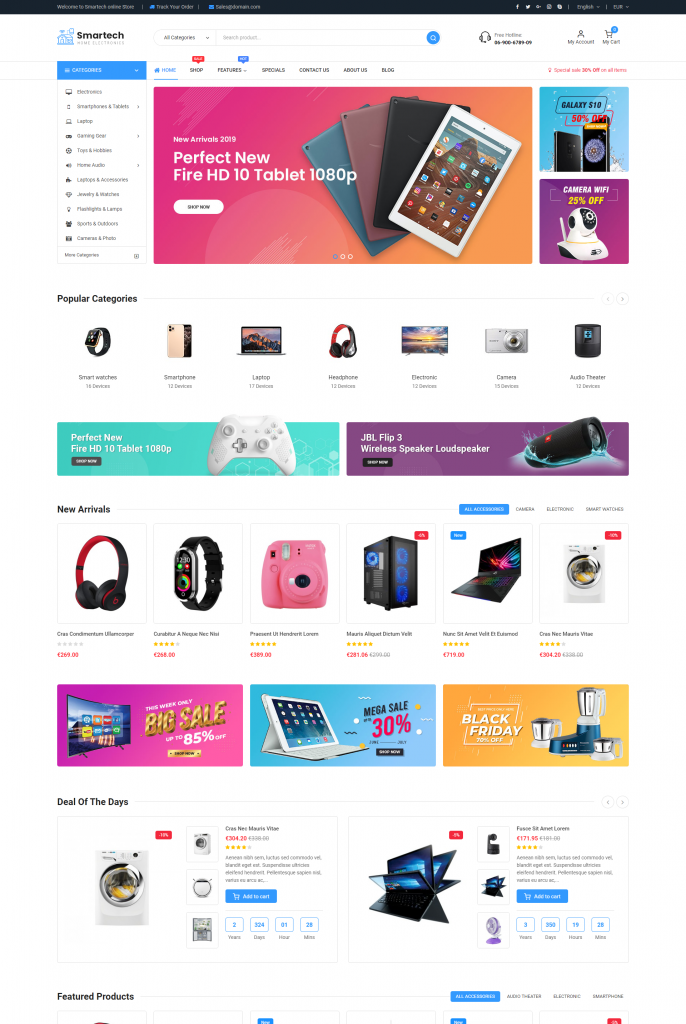 Welcome to Smartech online Store
Track Your Order
Sales@domain.com
English
EUR
Smartech
HOME ELECTRONICS
All Categories
Search product...
Free Hotline:
06-900-6789-09
My Account
0
My Cart
CATEGORIES
HOME
SALE
SHOP
HOT
FEATURES
SPECIALS
CONTACT US
ABOUT US
BLOG
Special sale 30% Off on all items
Electronics
Smartphones & Tablets
Laptop
Gaming Gear
Toys & Hobbies
Home Audio
Laptops & Accessories
Jewelry & Watches
Flashlights & Lamps
Sports & Outdoors
Cameras & Photo
More Categories
New Arrivals 2019
Perfect New
Fire HD 10 Tablet 1080p
SHOP NOW
GALAXY S10
50% OFF
CAMERA WIFI
25% OFF
Popular Categories
Smart watches
16 Devices
Smartphone
12 Devices
Laptop
17 Devices
Headphone
12 Devices
Electronic
12 Devices
Camera
15 Devices
Audio Theater
12 Devices
Perfect New
Fire HD 10 Tablet 1080p
SHOP NOW
JBL Flip 3
Wireless Speaker Loudspeaker
SHOP NOW
New Arrivals
ALL ACCESSORIES
CAMERA
ELECTRONIC
SMART WATCHES
Cras Condimentum Ullamcorper
€269.00
Curabitur A Neque Nec Nisi
€268.00
Praesent Ut Hendrerit Lorem
€389.00
-6%
Mauris Aliquet Dictum Velit
€281.06 €299.00
New
Nunc Sit Amet Velit Et Euismod
€719.00
-10%
Cras Nec Mauris Vitae
€304.20 €338.00
THIS WEEK ONLY
BIG SALE
UP TO 85% OFF
SHOP NOW
MEGA SALE
30%
JUNE JULY
SHOP NOW
BLACK
FRIDAY
70% OFF
Deal Of The Days
-10%
Cras Nec Mauris Vitae
€304.20 €338.00
Aenean nibh sem, luctus sed commodo vel,
blandit eget est. Suspendisse ultricies
eleifend hendrerit. Pellentesque sapien nisl,
varius eu arcu ac,...
Add to cart
2 324 01 28
Years Days Hour Mins
-5%
Fusce Sit Amet Lorem
€171.95 €181.00
Aenean nibh sem, luctus sed commodo vel,
blandit eget est. Suspendisse ultricies
eleifend hendrerit. Pellentesque sapien nisl,
varius eu arcu ac,...
Add to cart
3 350 19 28
Years Days Hours Mins
Featured Products
ALL ACCESSORIES
AUDIO THEATER
ELECTRONIC
SMARTPHONE
New
New